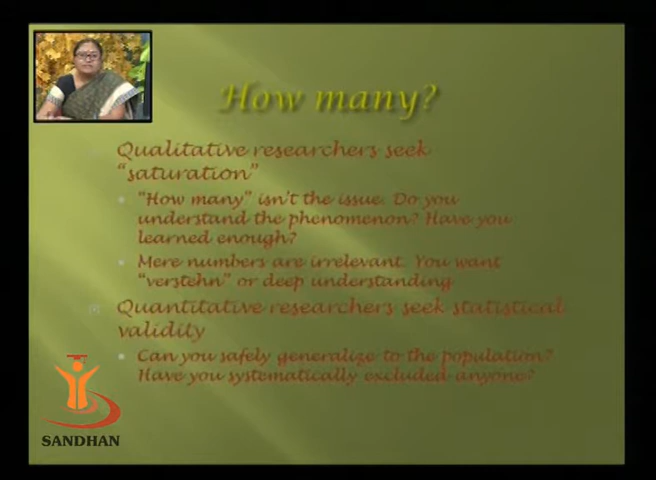 How many?
Qualitative researchers seek
"saturation"
"How many" isn't the issue. Do you
understand the phenomenon? Have you
learned enough?
Mere numbers are irrelevant. You want
"verstehn" or deep understanding
Quantitative researchers seek statistical
validity
Can you safely generalize to the population?
Have you systematically excluded anyone?
SANDHAN